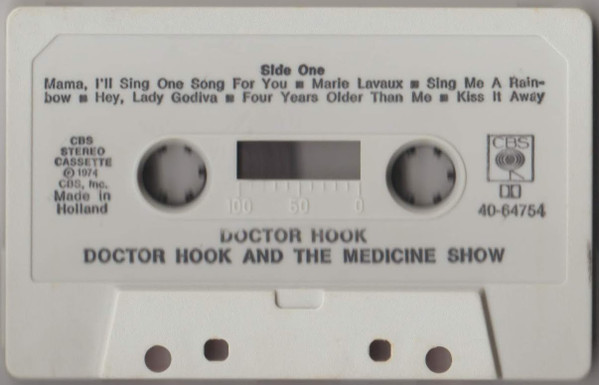 Side One
Mama, I'll Sing One Song For You ■ Marie Lavaux ■ Sing Me A Rain-
bow ■ Hey, Lady Godiva ■ Four Years Older Than Me ■ Kiss It Away
CBS
STEREO
CASSETTE
℗ 1974
CBS, Inc.
Made in
Holland
100 50 0
CBS
40-64754
DOCTOR HOOK
DOCTOR HOOK AND THE MEDICINE SHOW